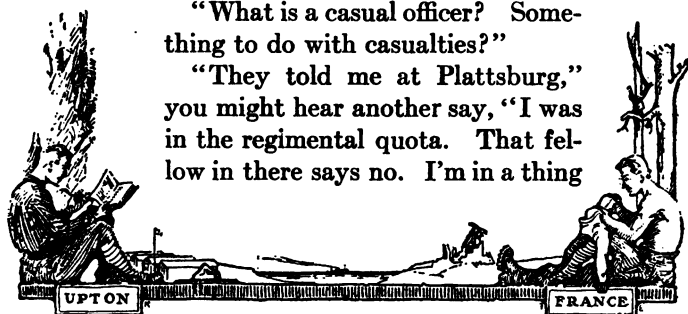 “What is a casual officer? Some-
thing to do with casualties?”
“They told me at Plattsburg,”
you might hear another say, “I was
in the regimental quota. That fel-
low in there says no. I'm in a thing
UPTON
FRANCE